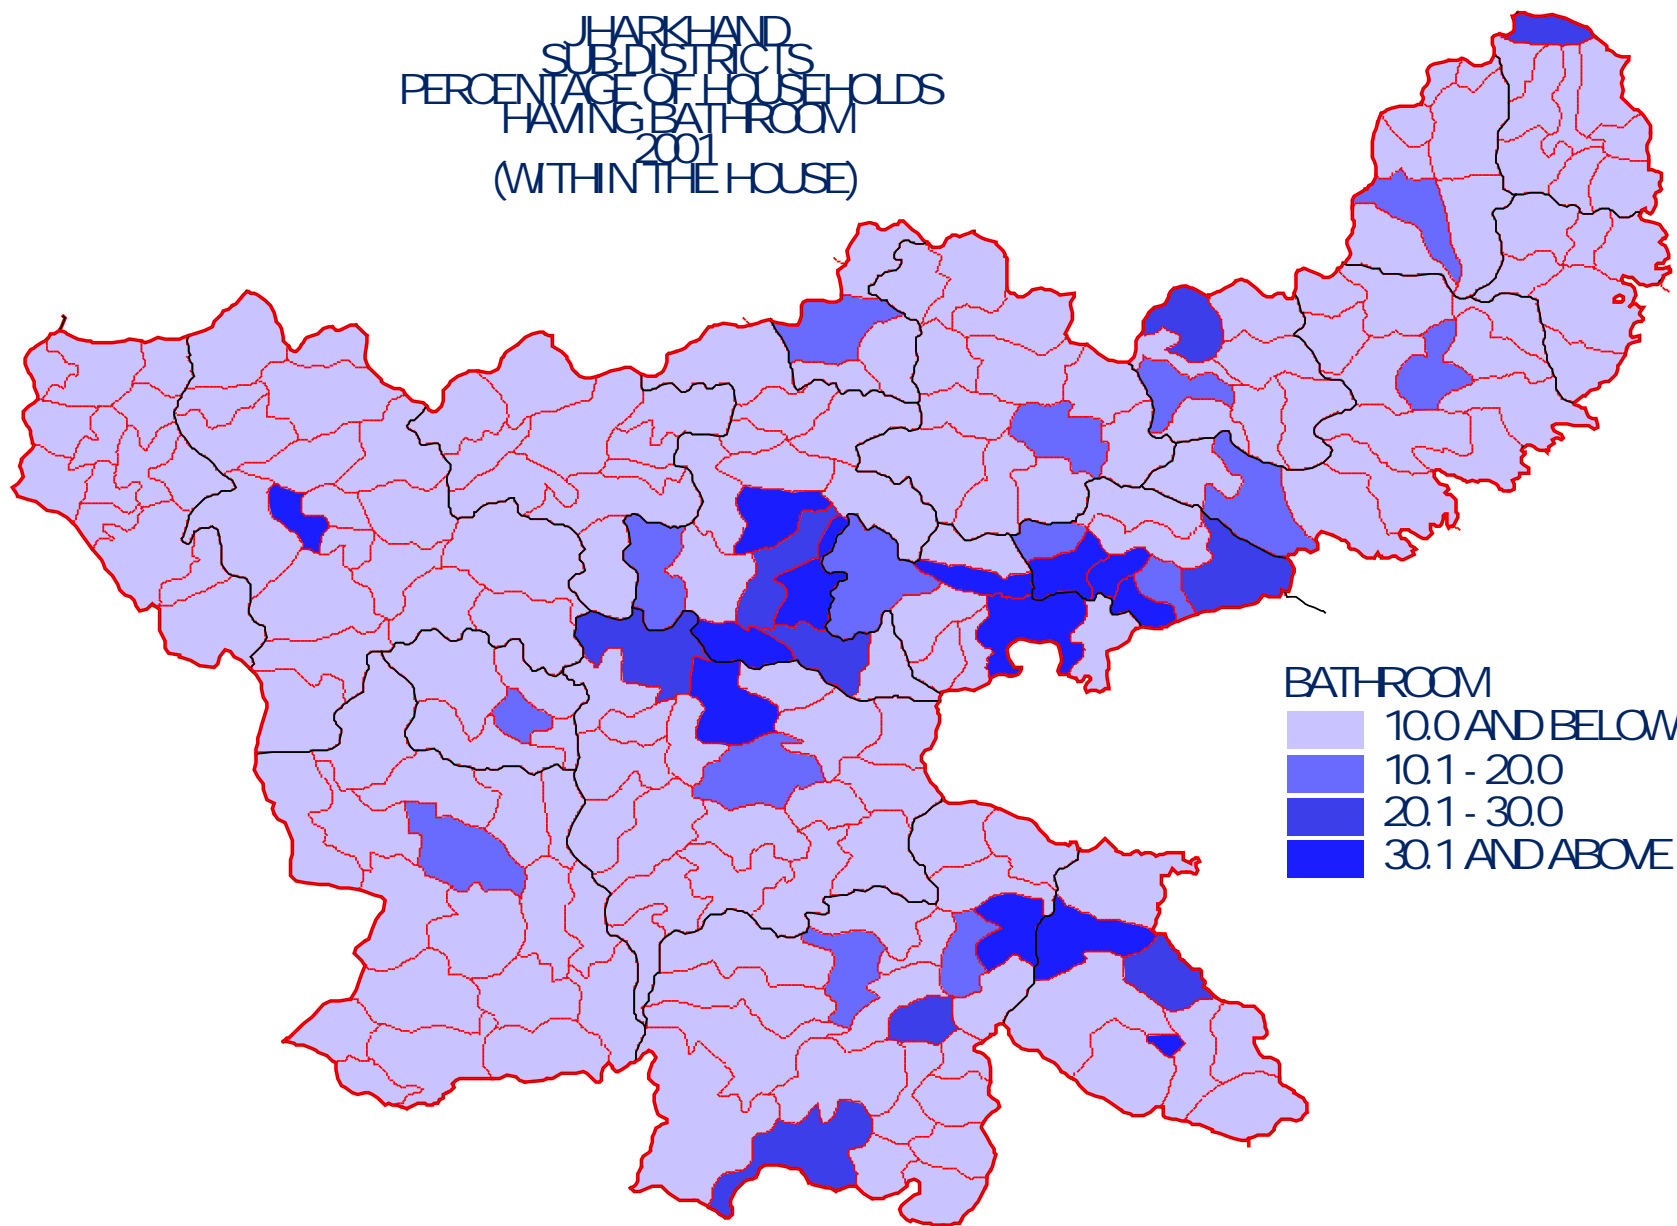 JHARKHAND
SUB-DISTRICTS
PERCENTAGE OF HOUSEHOLDS
HAVING BATHROOM
2001
(WITHIN THE HOUSE)
BATHROOM
10.0 AND BELOW
10.1 - 20.0
20.1 - 30.0
30.1 AND ABOVE